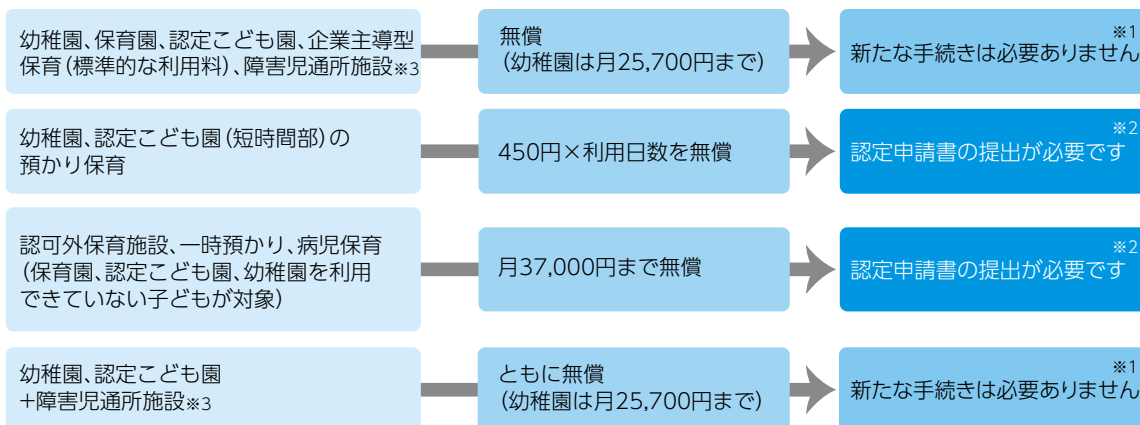 幼稚園、保育園、認定こども園、企業主導型
保育(標準的な利用料)、障害児通所施設※3
無償
(幼稚園は月25,700円まで)
※1
新たな手続きは必要ありません
幼稚園、認定こども園(短時間部)の
預かり保育
450円×利用日数を無償
※2
認定申請書の提出が必要です
認可外保育施設、一時預かり、病児保育
(保育園、認定こども園、幼稚園を利用
できていない子どもが対象)
月37,000円まで無償
※2
認定申請書の提出が必要です
幼稚園、認定こども園
+障害児通所施設※3
ともに無償
(幼稚園は月25,700円まで)
※1
新たな手続きは必要ありません